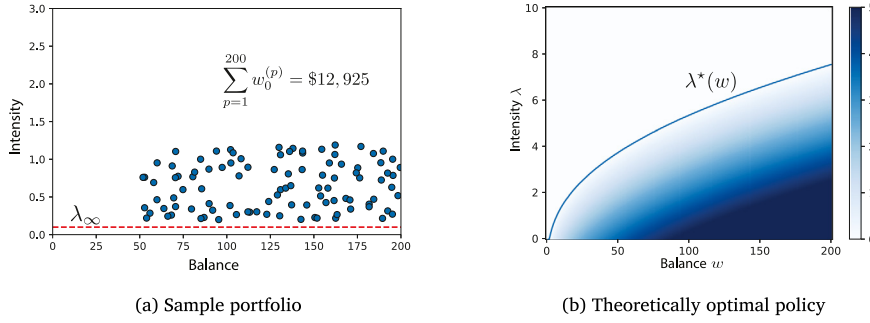 3.0
2.5
2.0
1.5
1.0
0.5
0.0
Intensity
200
∑ w₀⁽ᵖ⁾ = $12,925
p=1
λ∞
0 25 50 75 100 125 150 175 200
Balance
(a) Sample portfolio
10
8
6
4
2
0
Intensity λ
λ*(w)
0 50 100 150 200
Balance w
(b) Theoretically optimal policy